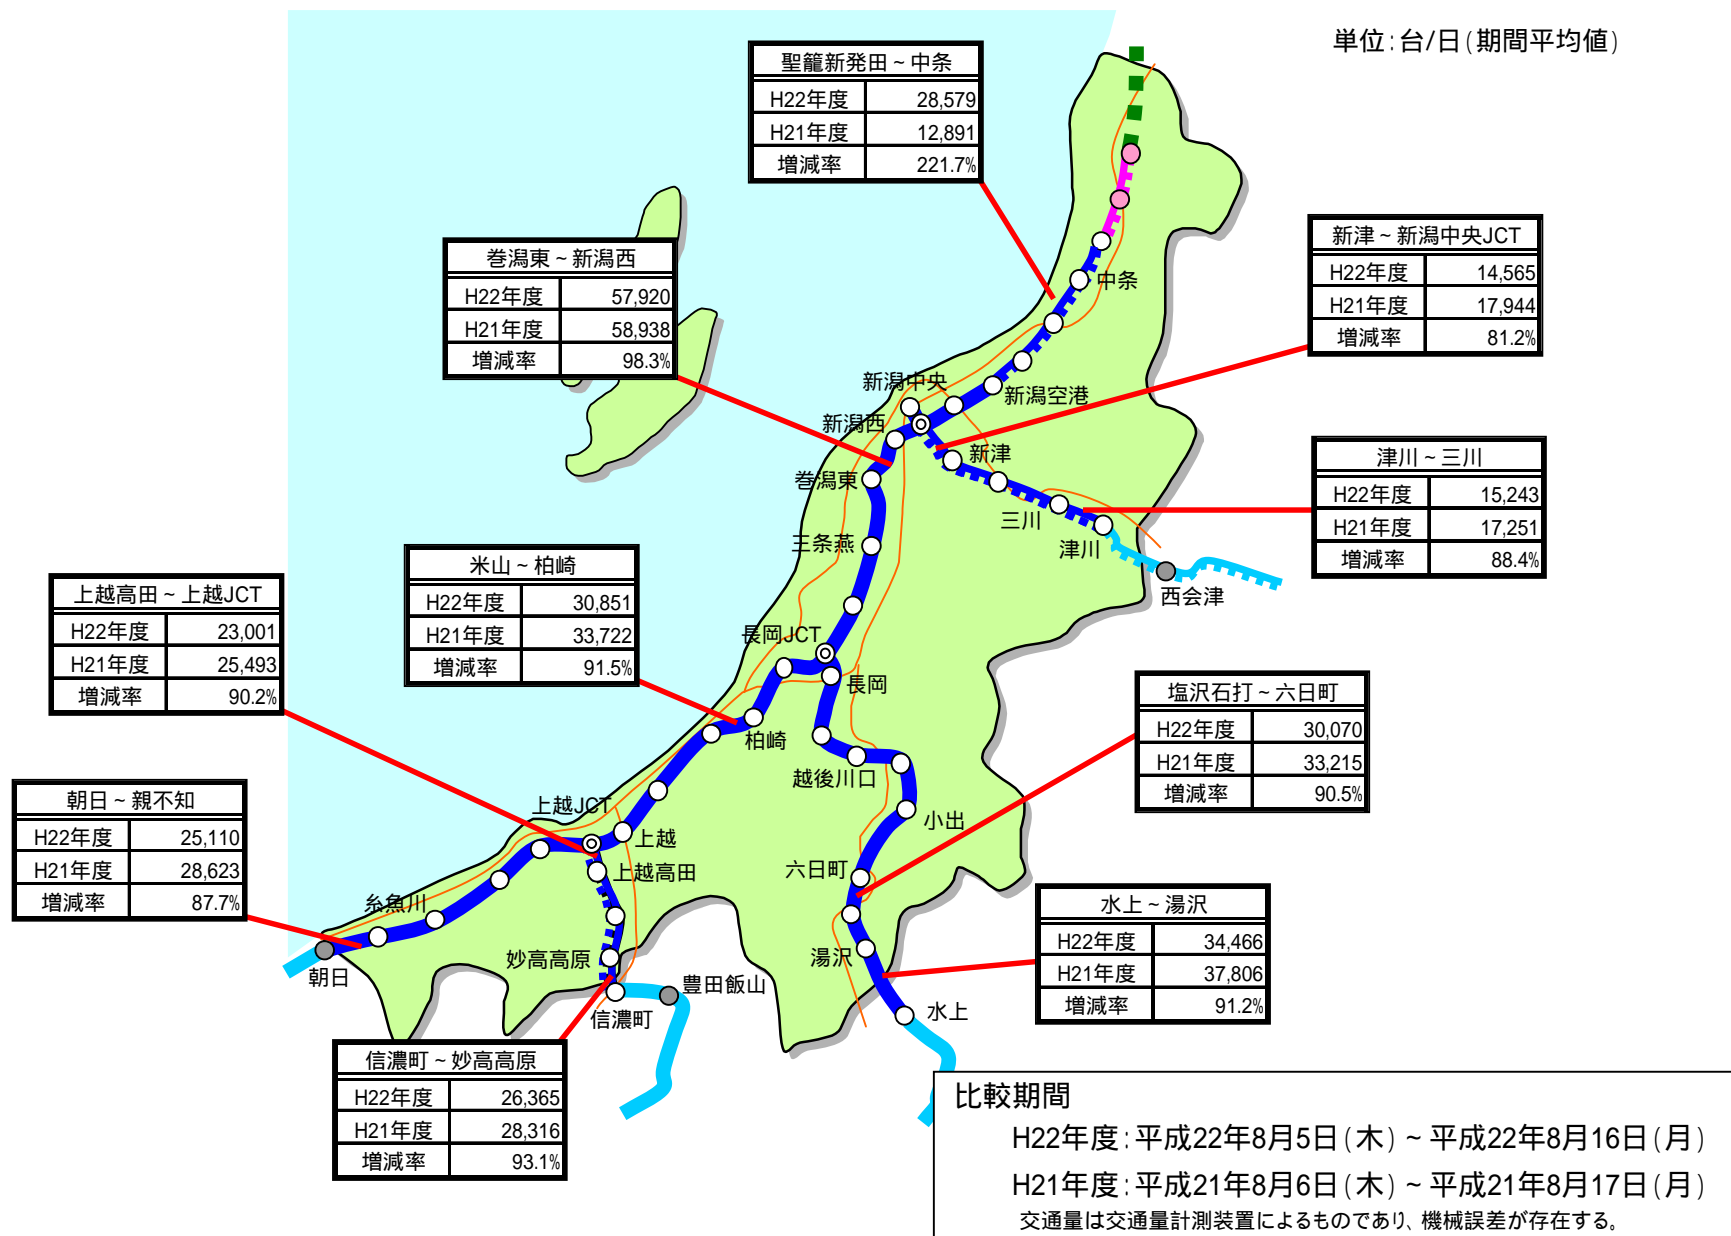 単位:台/日(期間平均値)
聖籠新発田～中条
H22年度 28,579
H21年度 12,891
増減率 221.7%
巻潟東～新潟西
H22年度 57,920
H21年度 58,938
増減率 98.3%
新津～新潟中央JCT
H22年度 14,565
H21年度 17,944
増減率 81.2%
津川～三川
H22年度 15,243
H21年度 17,251
増減率 88.4%
米山～柏崎
H22年度 30,851
H21年度 33,722
増減率 91.5%
上越高田～上越JCT
H22年度 23,001
H21年度 25,493
増減率 90.2%
塩沢石打～六日町
H22年度 30,070
H21年度 33,215
増減率 90.5%
朝日～親不知
H22年度 25,110
H21年度 28,623
増減率 87.7%
水上～湯沢
H22年度 34,466
H21年度 37,806
増減率 91.2%
信濃町～妙高高原
H22年度 26,365
H21年度 28,316
増減率 93.1%
中条
新潟中央
新潟空港
新潟西
新津
巻潟東
三川
三条燕
津川
西会津
長岡JCT
長岡
柏崎
越後川口
上越JCT
小出
上越
六日町
上越高田
糸魚川
湯沢
妙高高原
朝日
豊田飯山
信濃町
水上
比較期間
H22年度:平成22年8月5日(木)～平成22年8月16日(月)
H21年度:平成21年8月6日(木)～平成21年8月17日(月)
交通量は交通量計測装置によるものであり、機械誤差が存在する。